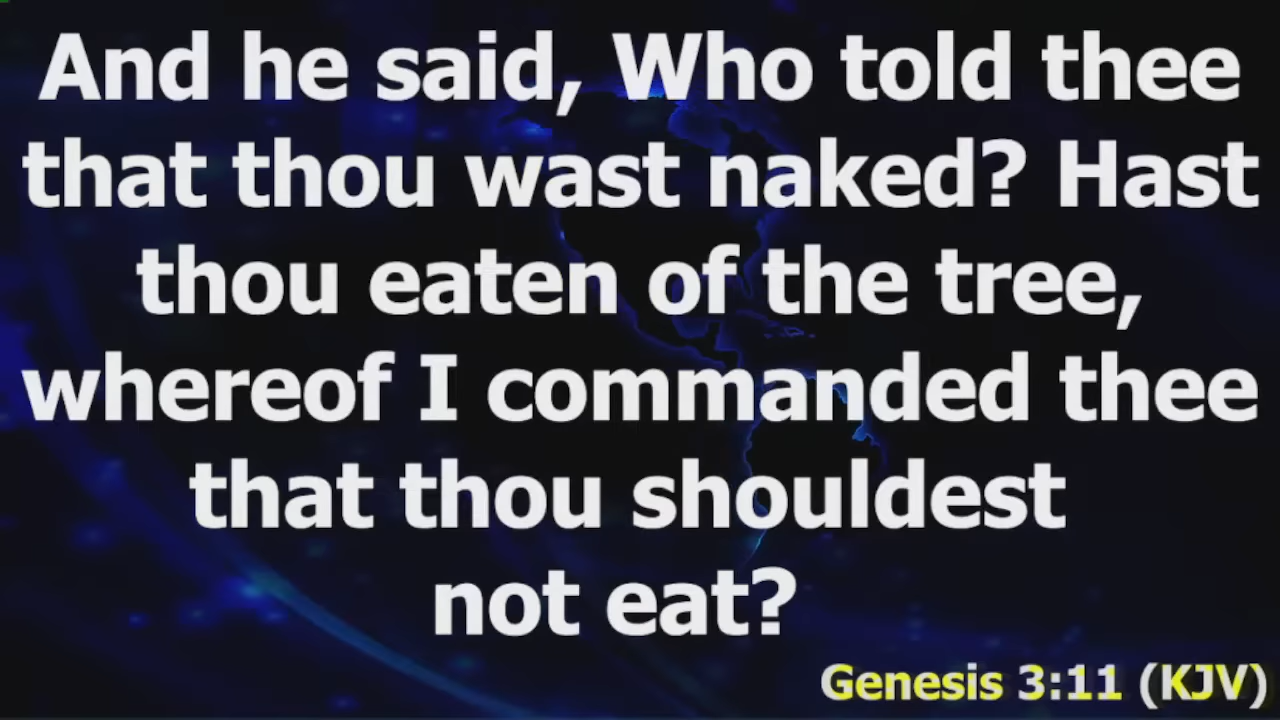 And he said, Who told thee
that thou wast naked? Hast
thou eaten of the tree,
whereof I commanded thee
that thou shouldest
not eat?
Genesis 3:11 (KJV)